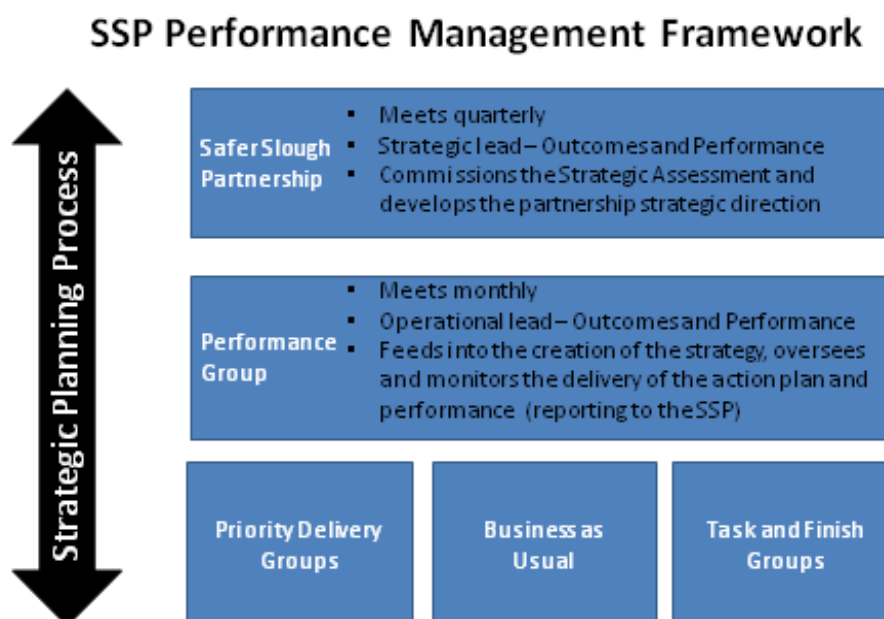 SSP Performance Management Framework
Strategic Planning Process
Safer Slough
Partnership
▪ Meets quarterly
▪ Strategic lead – Outcomes and Performance
▪ Commissions the Strategic Assessment and
develops the partnership strategic direction
Performance
Group
▪ Meets monthly
▪ Operational lead – Outcomes and Performance
▪ Feeds into the creation of the strategy, oversees
and monitors the delivery of the action plan and
performance (reporting to the SSP)
Priority Delivery
Groups
Business as
Usual
Task and Finish
Groups